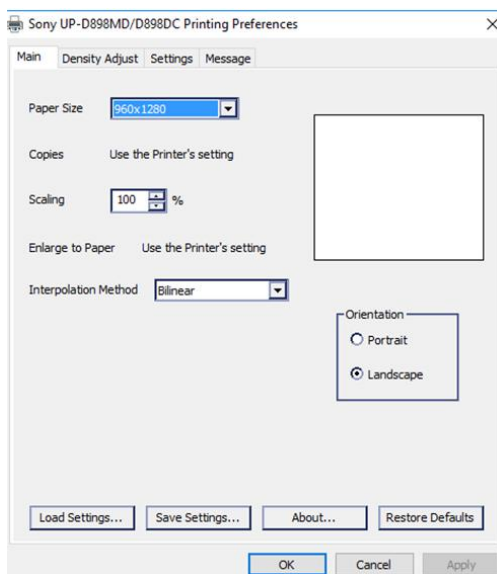 Sony UP-D898MD/D898DC Printing Preferences
Main Density Adjust Settings Message
Paper Size 960x1280
Copies Use the Printer's setting
Scaling 100 %
Enlarge to Paper Use the Printer's setting
Interpolation Method Bilinear
Orientation
Portrait
Landscape
Load Settings... Save Settings... About... Restore Defaults
OK Cancel Apply